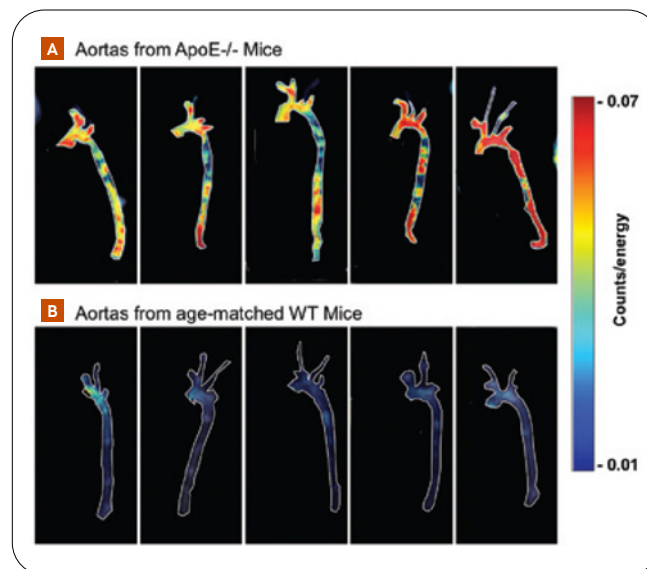 A Aortas from ApoE-/- Mice
- 0.07
Counts/energy
- 0.01
B Aortas from age-matched WT Mice